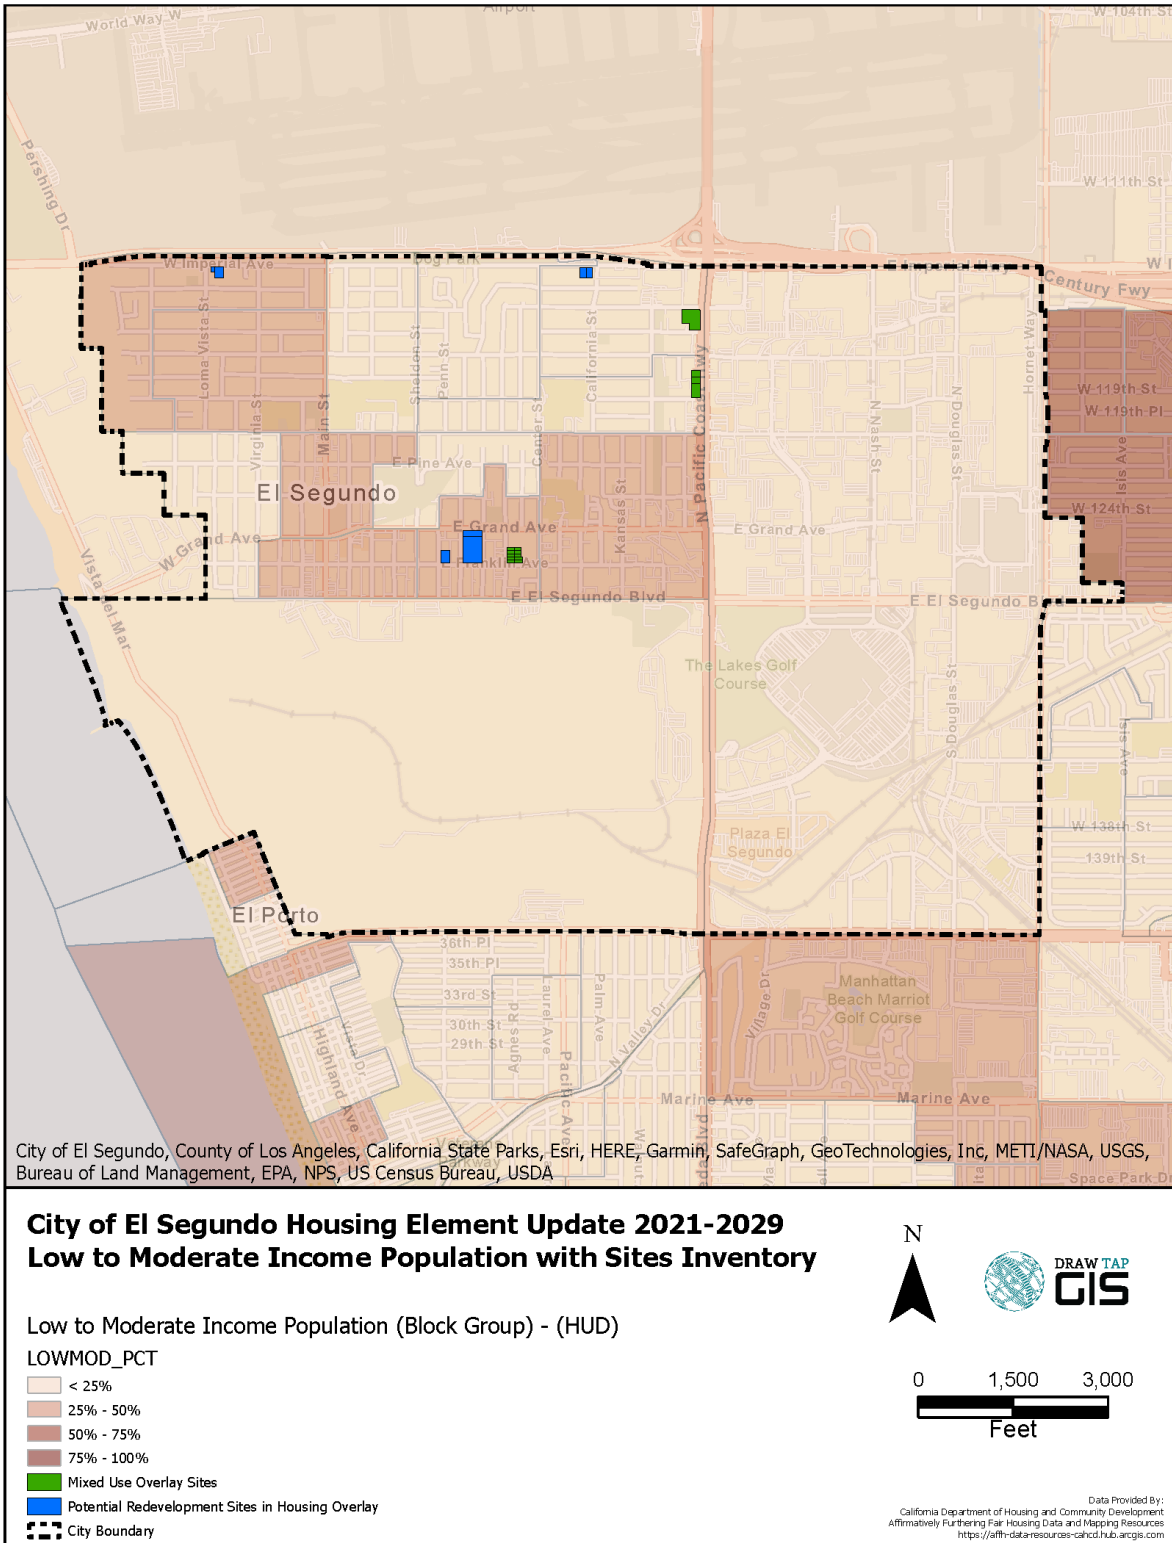 Airport
World Way W
W 104th St
Pershing Dr
W 111th St
W Imperial Ave
Dog Park
E Imperial Hwy
W I
Century Fwy
Loma Vista St
Sheldon St
Penn St
California St
N Pacific Coast Hwy
Hornet Way
W 119th St
W 119th Pl
Virginia St
Main St
Center St
N Nash St
N Douglas St
Isis Ave
E Pine Ave
El Segundo
Kansas St
W 124th St
E Grand Ave
E Grand Ave
W Grand Ave
E Franklin Ave
Vista del Mar
E El Segundo Blvd
E El Segundo Blvd
The Lakes Golf
Course
S Douglas St
Isis Ave
Plaza El
Segundo
W 138th St
139th St
El Porto
36th Pl
35th Pl
33rd St
30th St
29th St
Agnes Rd
Laurel Ave
Palm Ave
N Valley Dr
Pacific Ave
Village Dr
Manhattan
Beach Marriot
Golf Course
Highland Ave
Vista Dr
Marine Ave
Marine Ave
Veterans
Parkway
Space Park Dr
City of El Segundo, County of Los Angeles, California State Parks, Esri, HERE, Garmin, SafeGraph, GeoTechnologies, Inc, METI/NASA, USGS,
Bureau of Land Management, EPA, NPS, US Census Bureau, USDA
City of El Segundo Housing Element Update 2021-2029
Low to Moderate Income Population with Sites Inventory
N
DRAW TAP
GIS
Low to Moderate Income Population (Block Group) - (HUD)
LOWMOD_PCT
< 25%
25% - 50%
50% - 75%
75% - 100%
Mixed Use Overlay Sites
Potential Redevelopment Sites in Housing Overlay
City Boundary
0 1,500 3,000
Feet
Data Provided By:
California Department of Housing and Community Development
Affirmatively Furthering Fair Housing Data and Mapping Resources
https://affh-data-resources-cahcd.hub.arcgis.com